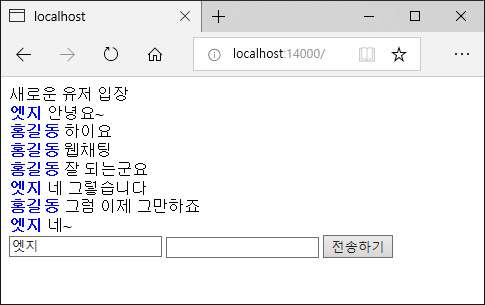 localhost
localhost:14000/
새로운 유저 입장
엣지 안녕요~
홍길동 하이요
홍길동 웹채팅
홍길동 잘 되는군요
엣지 네 그렇습니다
홍길동 그럼 이제 그만하죠
엣지 네~
엣지 전송하기